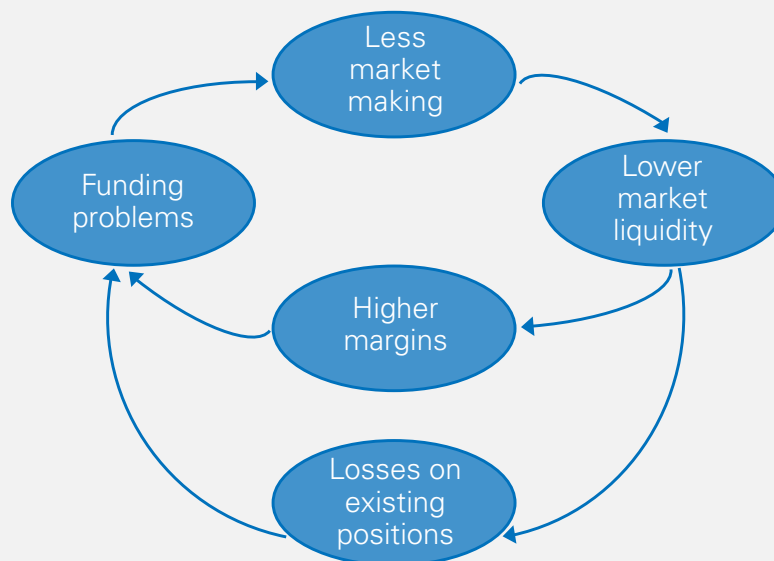 Less
market
making
Funding
problems
Lower
market
liquidity
Higher
margins
Losses on
existing
positions